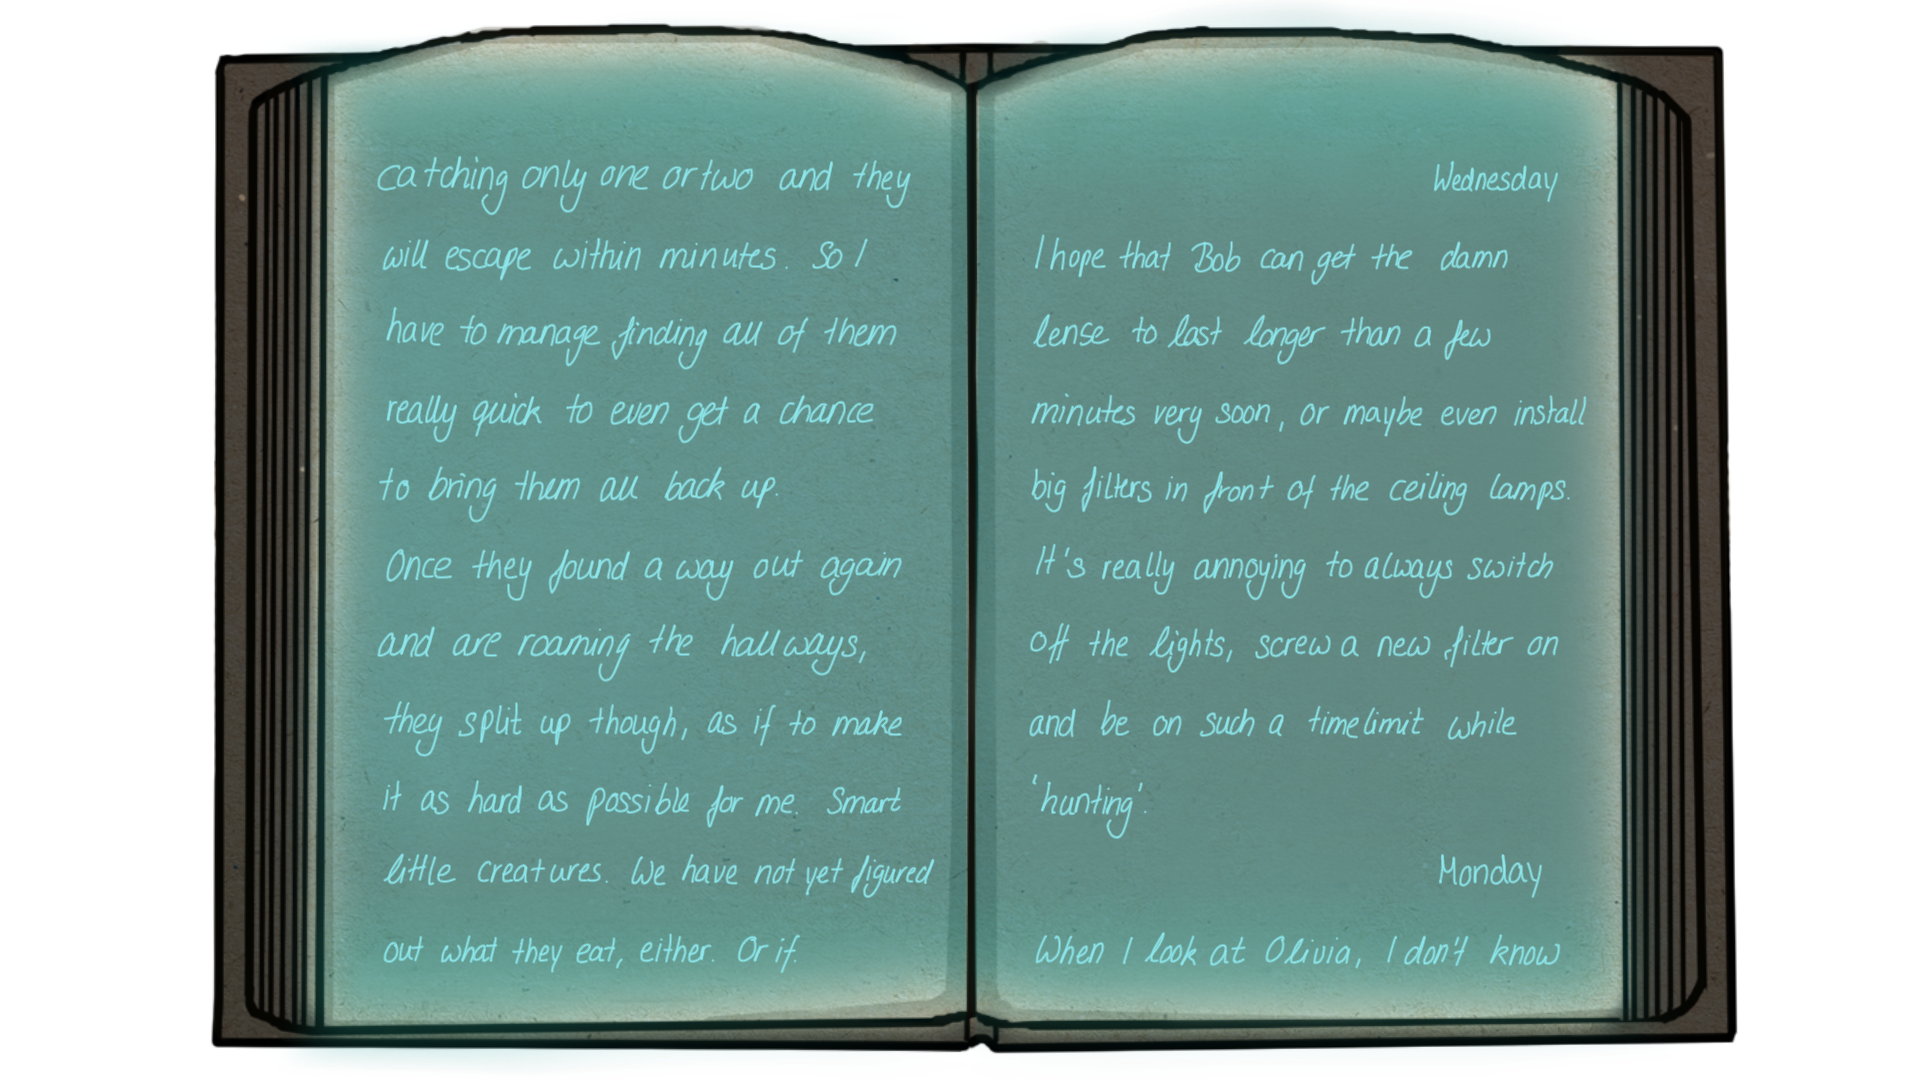 catching only one or two and they
will escape within minutes. So I
have to manage finding all of them
really quick to even get a chance
to bring them all back up.
Once they found a way out again
and are roaming the hallways,
they split up though, as if to make
it as hard as possible for me. Smart
little creatures. We have not yet figured
out what they eat, either. Or if.
Wednesday
I hope that Bob can get the damn
lense to last longer than a few
minutes very soon, or maybe even install
big filters in front of the ceiling lamps.
It's really annoying to always switch
off the lights, screw a new filter on
and be on such a timelimit while
'hunting'.
Monday
When I look at Olivia, I don't know